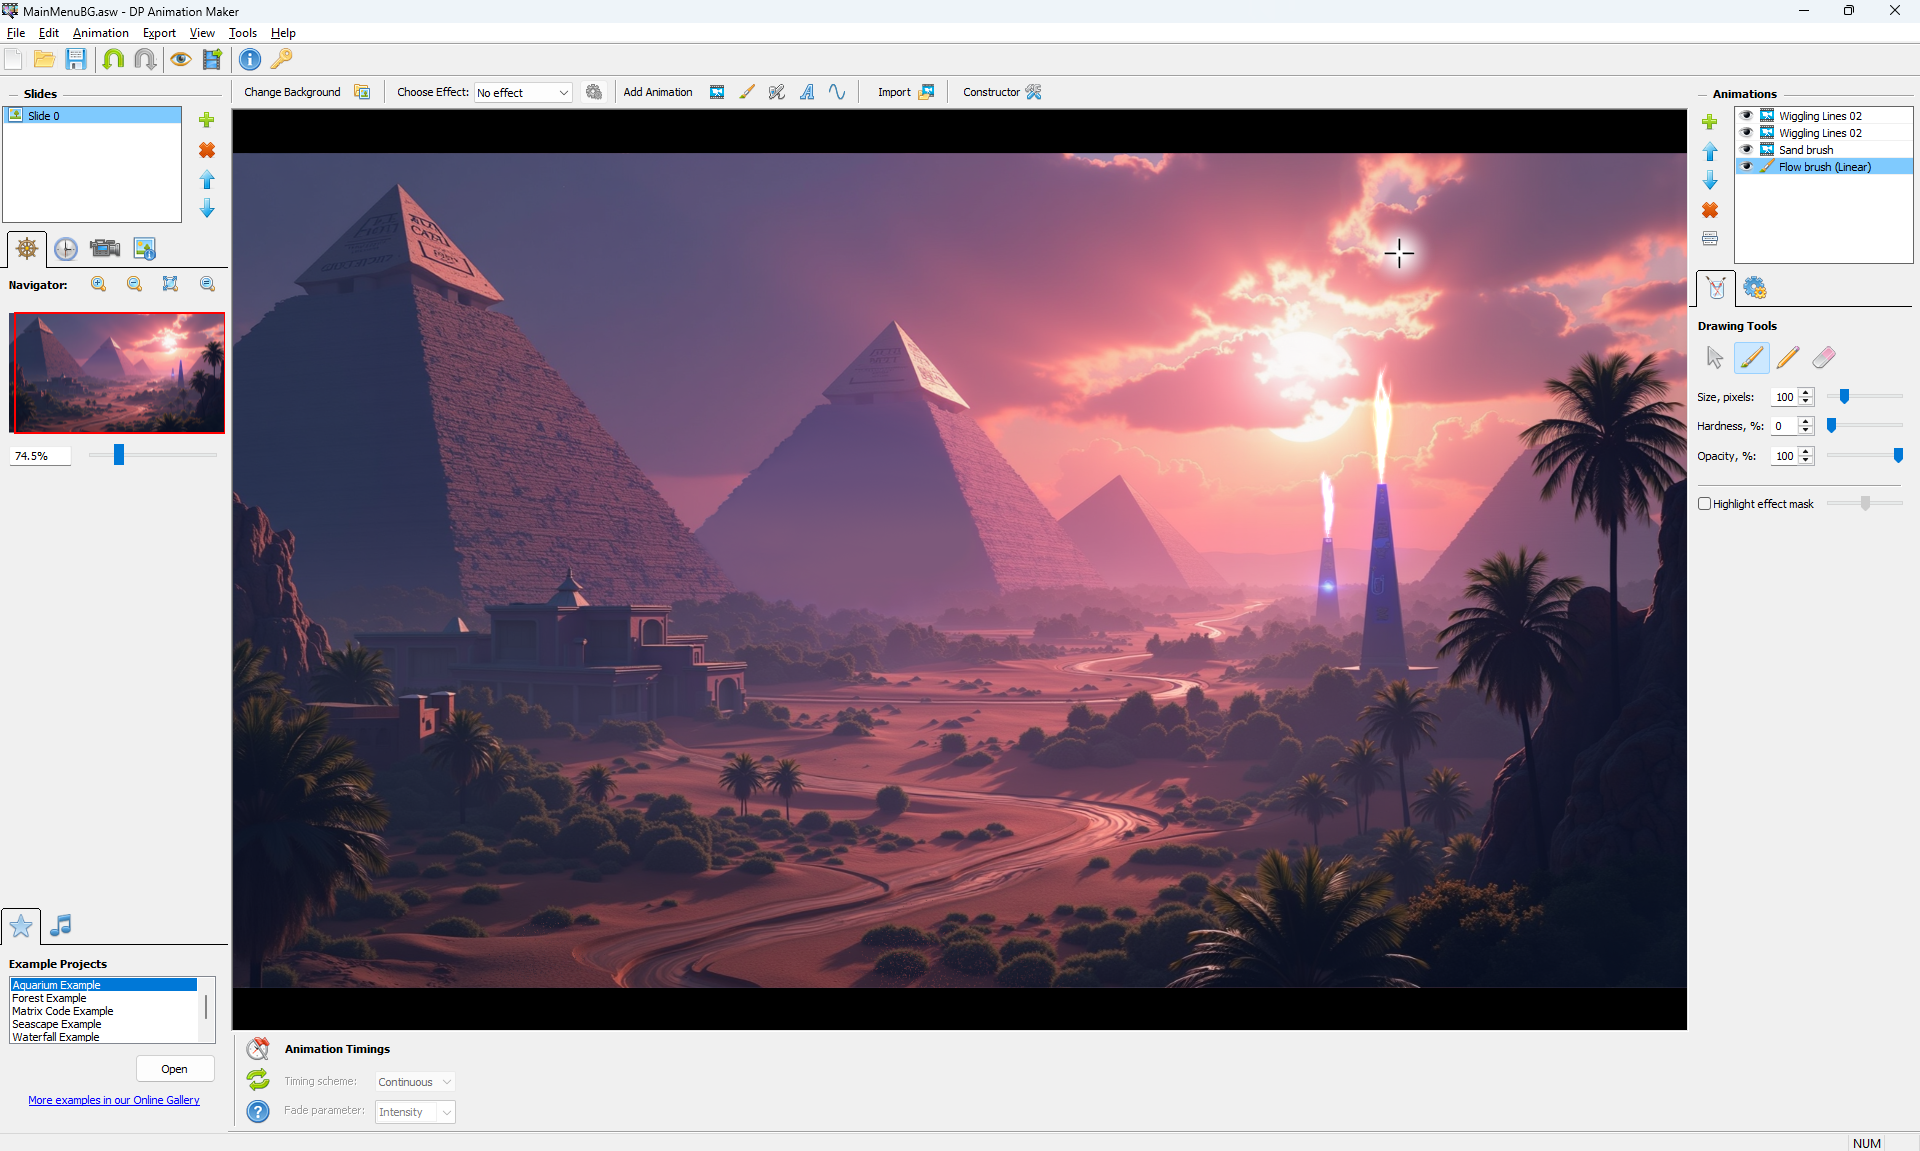 MainMenuBG.asw - DP Animation Maker
File Edit Animation Export View Tools Help
Slides
Change Background Choose Effect: No effect Add Animation Import Constructor
Animations
Slide 0
Wiggling Lines 02
Wiggling Lines 02
Sand brush
Flow brush (Linear)
Navigator:
74.5%
Drawing Tools
Size, pixels: 100
Hardness, %: 0
Opacity, %: 100
Highlight effect mask
Example Projects
Aquarium Example
Forest Example
Matrix Code Example
Seascape Example
Waterfall Example
Open
More examples in our Online Gallery
Animation Timings
Timing scheme: Continuous
Fade parameter: Intensity
NUM